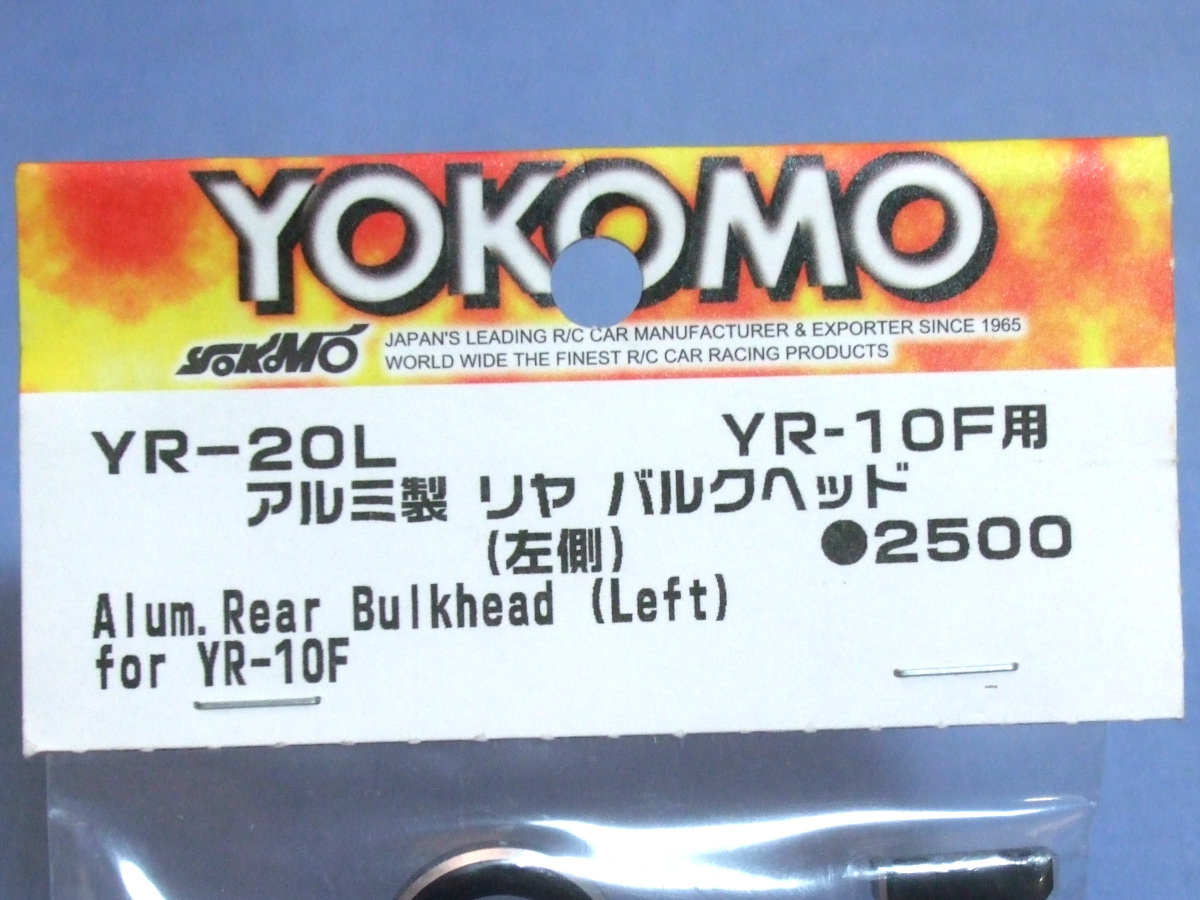 YOKOMO
YOKOMO JAPAN'S LEADING R/C CAR MANUFACTURER & EXPORTER SINCE 1965
WORLD WIDE THE FINEST R/C CAR RACING PRODUCTS
YR-20L YR-10F用
アルミ製 リヤ バルクヘッド
(左側) ●2500
Alum. Rear Bulkhead (Left)
for YR-10F